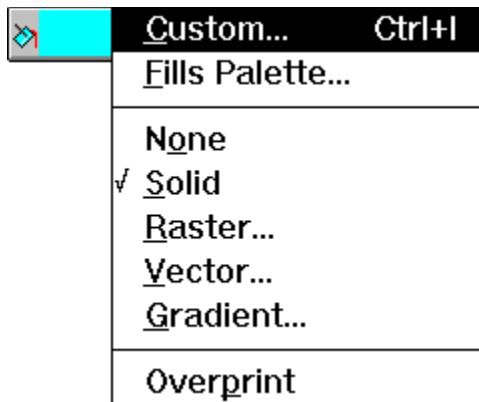 Custom... Ctrl+I
Fills Palette...
None
√ Solid
Raster...
Vector...
Gradient...
Overprint